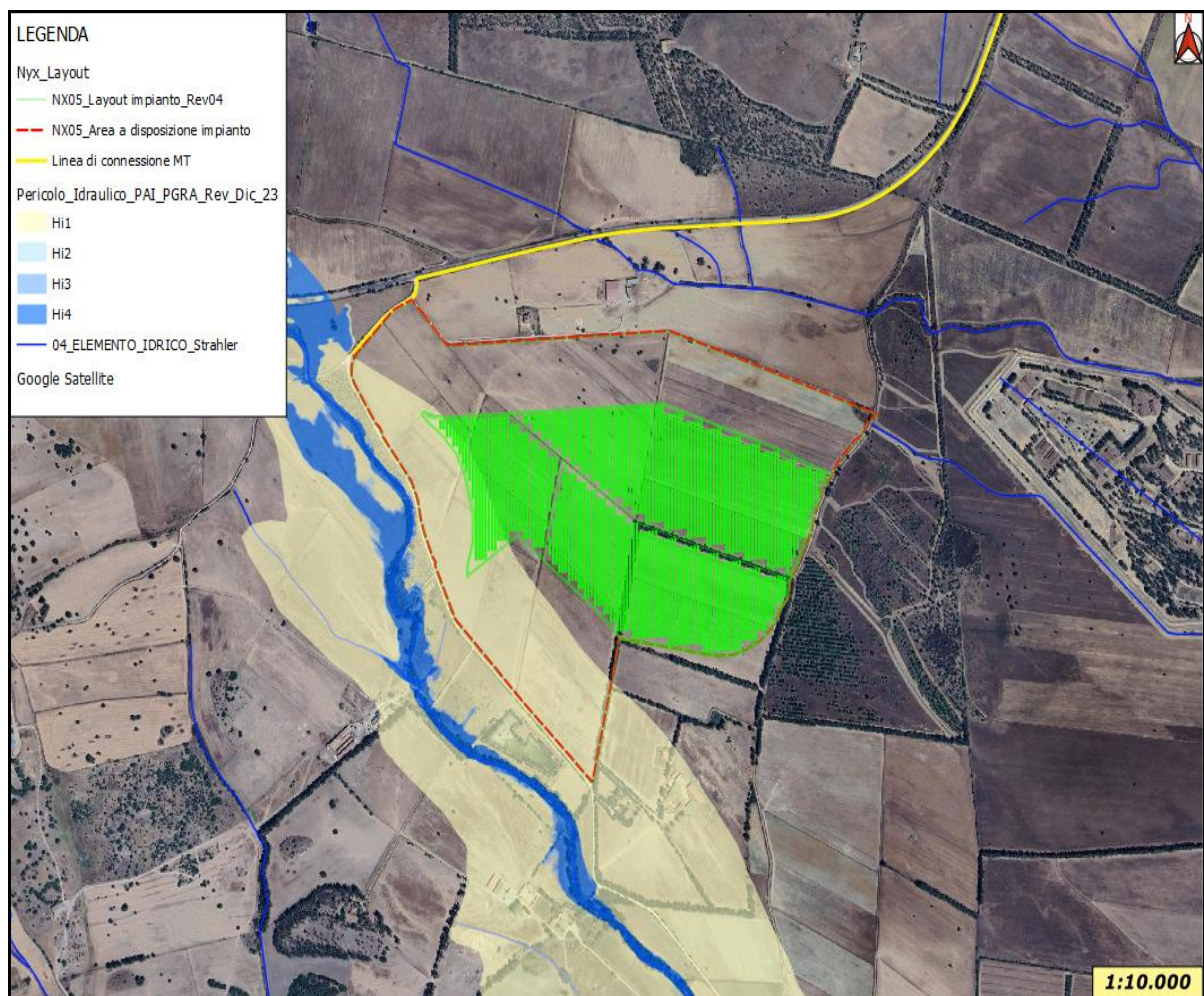 LEGENDA
Nyx_Layout
NX05_Layout impianto_Rev04
NX05_Area a disposizione impianto
Linea di connessione MT
Pericolo_Idraulico_PAI_PGRA_Rev_Dic_23
Hi1
Hi2
Hi3
Hi4
04_ELEMENTO_IDRICO_Strahler
Google Satellite
N
1:10.000